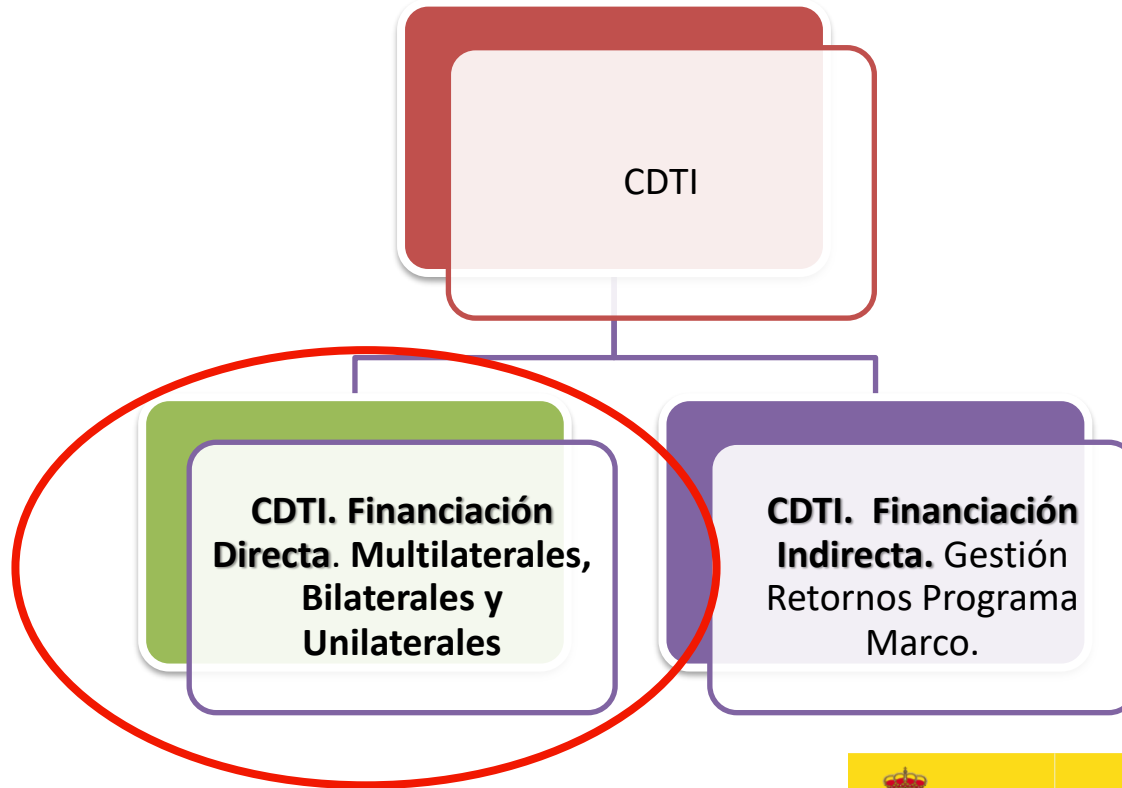 CDTI
CDTI. Financiación
Directa. Multilaterales,
Bilaterales y
Unilaterales
CDTI.  Financiación
Indirecta. Gestión
Retornos Programa
Marco.